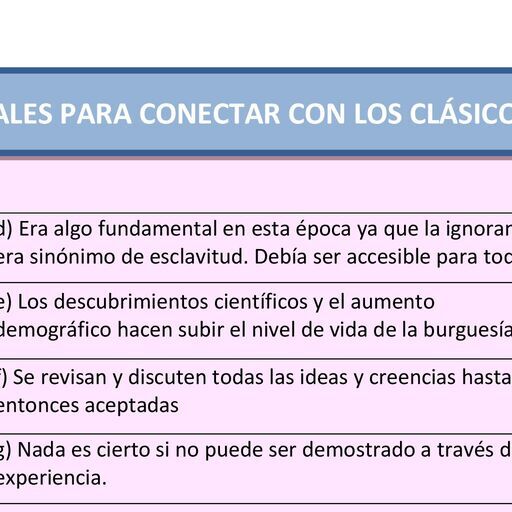 ALES PARA CONECTAR CON LOS CLÁSICO
d) Era algo fundamental en esta época ya que la ignoran
era sinónimo de esclavitud. Debía ser accesible para tod
e) Los descubrimientos científicos y el aumento
demográfico hacen subir el nivel de vida de la burguesía
f) Se revisan y discuten todas las ideas y creencias hasta
entonces aceptadas
g) Nada es cierto si no puede ser demostrado a través d
experiencia.